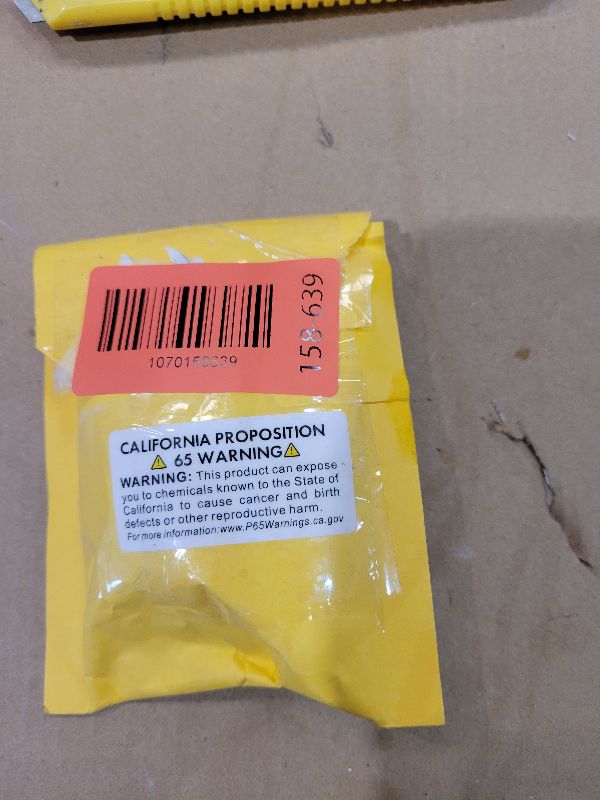 1070158639
158-639
CALIFORNIA PROPOSITION
65 WARNING
WARNING: This product can expose
you to chemicals known to the State of
California to cause cancer and birth
defects or other reproductive harm.
For more information:www.P65Warnings.ca.gov